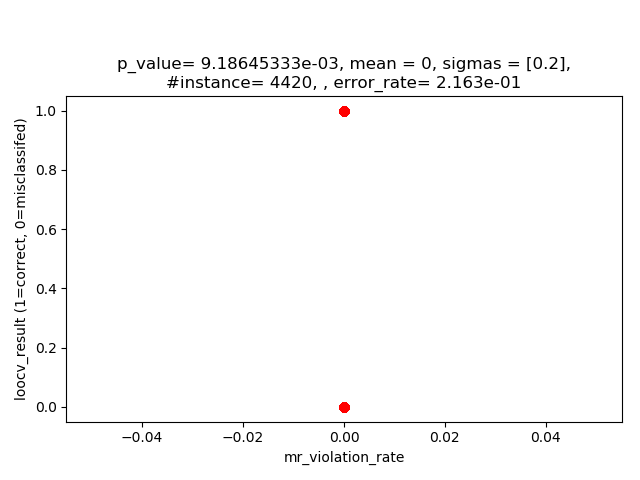 p_value= 9.18645333e-03, mean = 0, sigmas = [0.2],
#instance= 4420, , error_rate= 2.163e-01
loocv_result (1=correct, 0=misclassifed)
1.0
0.8
0.6
0.4
0.2
0.0
−0.04
−0.02
0.00
0.02
0.04
mr_violation_rate